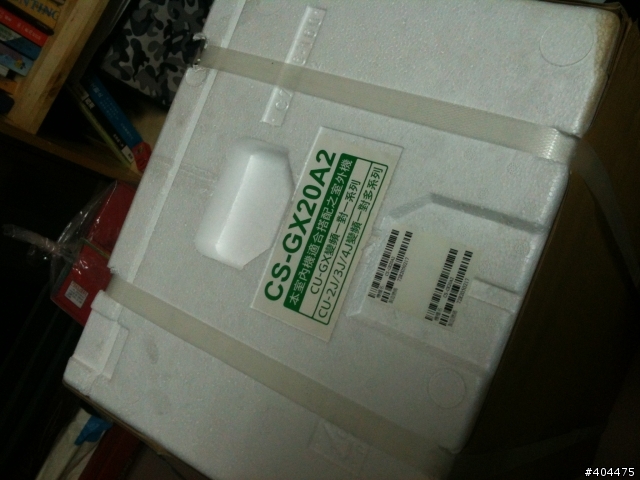 CS-GX20A2
本室內機適合搭配之室外機
CU-GX變頻一對一系列
CU-2J/3J/4J變頻一對多系列
#404475